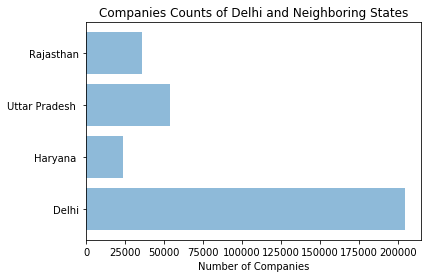 Companies Counts of Delhi and Neighboring States
Rajasthan
Uttar Pradesh
Haryana
Delhi
0 25000 50000 75000 100000 125000 150000 175000 200000
Number of Companies